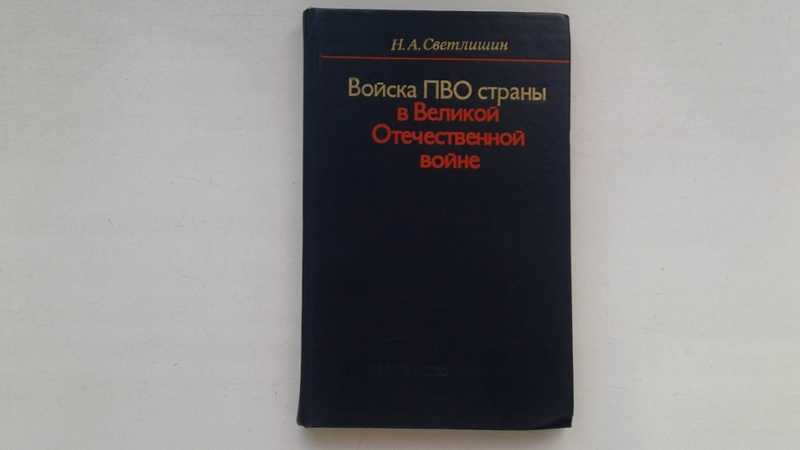 Н.А.Светлишин
Войска ПВО страны
в Великой
Отечественной
войне